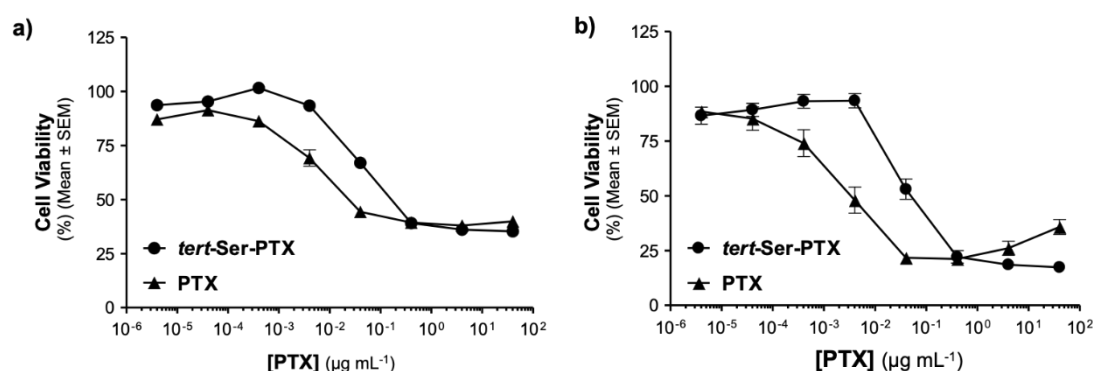 a)
Cell Viability
(%) (Mean ± SEM)
125
100
75
50
25
0
tert-Ser-PTX
PTX
10⁻⁶ 10⁻⁵ 10⁻⁴ 10⁻³ 10⁻² 10⁻¹ 10⁰ 10¹ 10²
[PTX] (µg mL⁻¹)
b)
Cell Viability
(%) (Mean ± SEM)
125
100
75
50
25
0
tert-Ser-PTX
PTX
10⁻⁶ 10⁻⁵ 10⁻⁴ 10⁻³ 10⁻² 10⁻¹ 10⁰ 10¹ 10²
[PTX] (µg mL⁻¹)